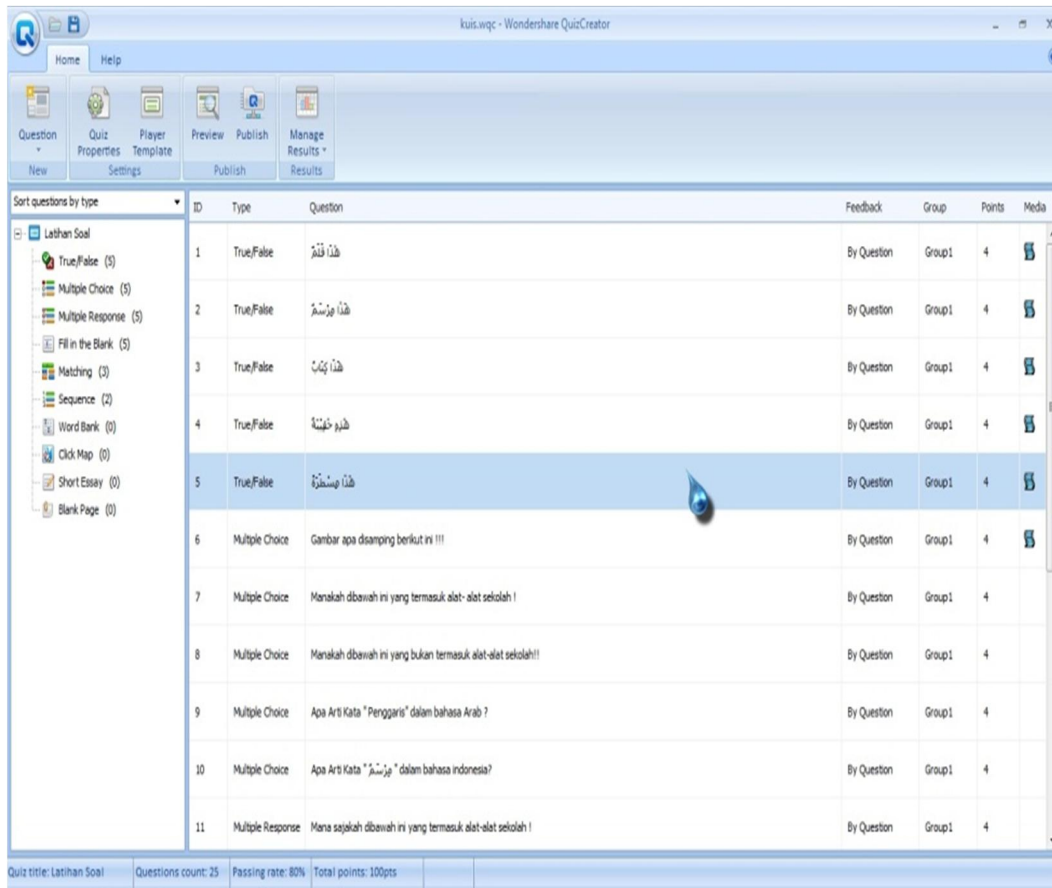 kuis.wqc - Wondershare QuizCreator
Home Help
Question Quiz Properties Player Template Preview Publish Manage Results
New Settings Publish Results
Sort questions by type
ID Type Question Feedback Group Points Media
Latihan Soal
True/False (5)
Multiple Choice (5)
Multiple Response (5)
Fill in the Blank (5)
Matching (3)
Sequence (2)
Word Bank (0)
Click Map (0)
Short Essay (0)
Blank Page (0)
1 True/False هٰذَا قَلَمٌ By Question Group1 4
2 True/False هٰذَا مِرْسَمٌ By Question Group1 4
3 True/False هٰذَا كِتَابٌ By Question Group1 4
4 True/False هٰذِهِ حَقِيْبَةٌ By Question Group1 4
5 True/False هٰذَا مِسْطَرَةٌ By Question Group1 4
6 Multiple Choice Gambar apa disamping berikut ini !!! By Question Group1 4
7 Multiple Choice Manakah dibawah ini yang termasuk alat- alat sekolah ! By Question Group1 4
8 Multiple Choice Manakah dibawah ini yang bukan termasuk alat-alat sekolah!! By Question Group1 4
9 Multiple Choice Apa Arti Kata " Penggaris" dalam bahasa Arab ? By Question Group1 4
10 Multiple Choice Apa Arti Kata " مِرْسَمٌ " dalam bahasa indonesia? By Question Group1 4
11 Multiple Response Mana sajakah dibawah ini yang termasuk alat-alat sekolah ! By Question Group1 4
Quiz title: Latihan Soal Questions count: 25 Passing rate: 80% Total points: 100pts